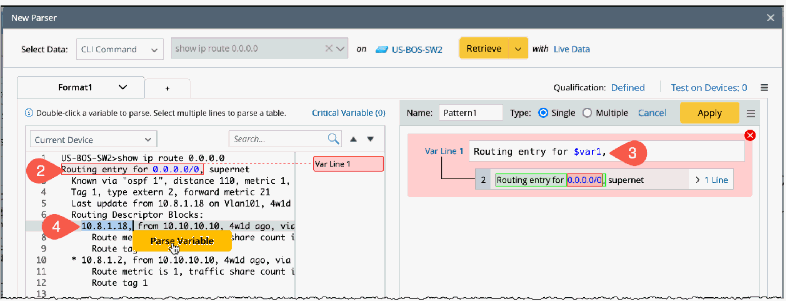 New Parser
Select Data: CLI Command show ip route 0.0.0.0 on US-BOS-SW2 Retrieve with Live Data
Format1 + Qualification: Defined Test on Devices: 0
Double-click a variable to parse. Select multiple lines to parse a table. Critical Variable (0)
Name: Pattern1 Type: Single Multiple Cancel Apply
Current Device Search...
1 US-BOS-SW2>show ip route 0.0.0.0
2 Routing entry for 0.0.0.0/0, supernet
Known via "ospf 1", distance 110, metric 1,
4 Tag 1, type extern 2, forward metric 21
5 Last update from 10.8.1.18 on Vlan101, 4w1d
6 Routing Descriptor Blocks:
4 10.8.1.18, from 10.10.10.10, 4w1d ago, via
8 Route me share count i
Parse Variable
9 Route ta
10 * 10.8.1.2, from 10.10.10.10, 4w1d ago, via
11 Route metric is 1, traffic share count i
12 Route tag 1
13
Var Line 1
Var Line 1 Routing entry for $var1, 3
2 Routing entry for 0.0.0.0/0, supernet > 1 Line